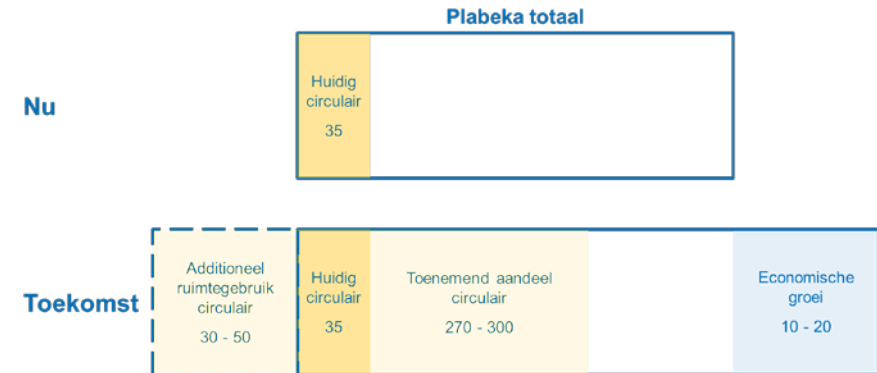 Plabeka totaal
Nu
Huidig
circulair
35
Toekomst
Additioneel
ruimtegebruik
circulair
30 - 50
Huidig
circulair
35
Toenemend aandeel
circulair
270 - 300
Economische
groei
10 - 20